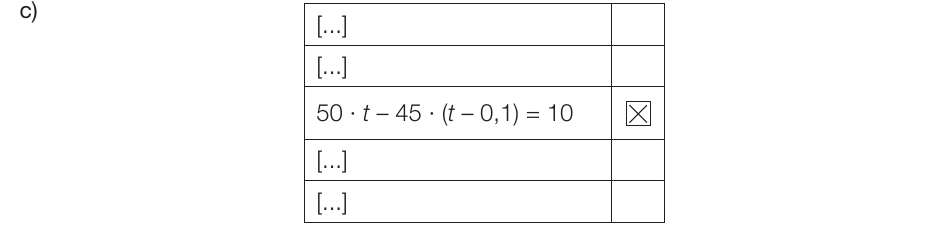 c)
[...]
[...]
50 · t – 45 · (t – 0,1) = 10 ☒
[...]
[...]